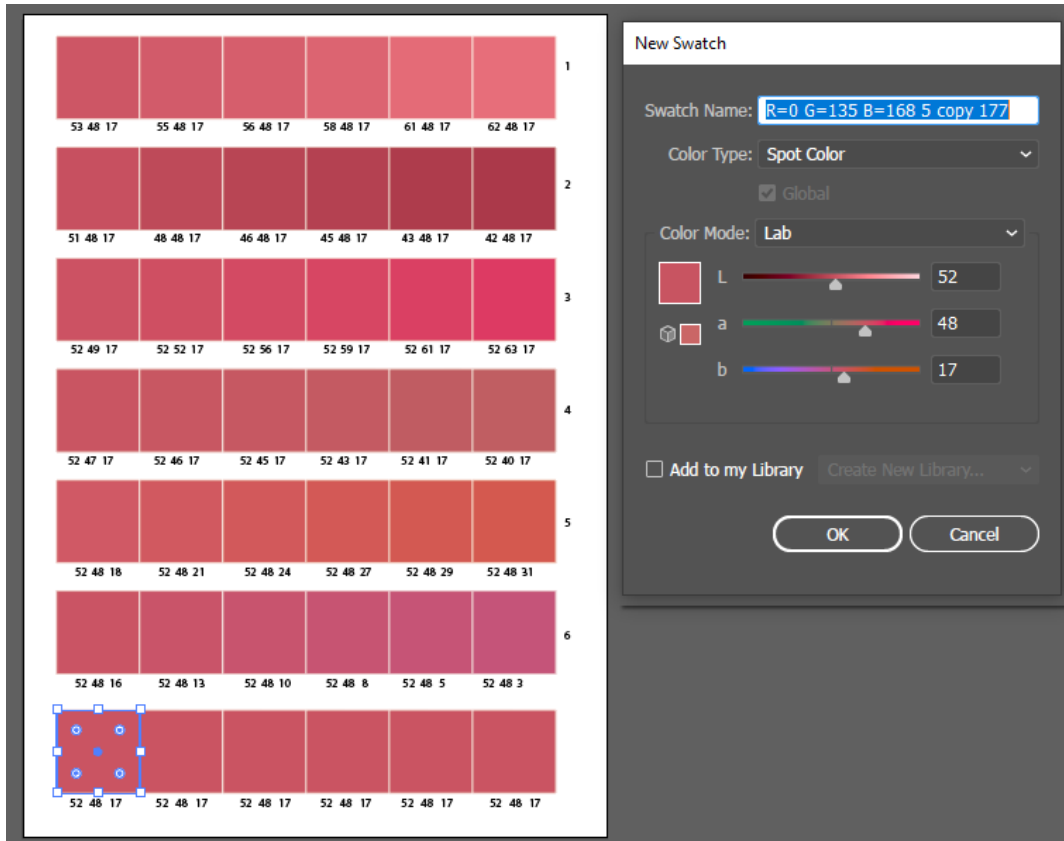 1
53 48 17 55 48 17 56 48 17 58 48 17 61 48 17 62 48 17
2
51 48 17 48 48 17 46 48 17 45 48 17 43 48 17 42 48 17
3
52 49 17 52 52 17 52 56 17 52 59 17 52 61 17 52 63 17
4
52 47 17 52 46 17 52 45 17 52 43 17 52 41 17 52 40 17
5
52 48 18 52 48 21 52 48 24 52 48 27 52 48 29 52 48 31
6
52 48 16 52 48 13 52 48 10 52 48 8 52 48 5 52 48 3
52 48 17 52 48 17 52 48 17 52 48 17 52 48 17 52 48 17
New Swatch
Swatch Name: R=0 G=135 B=168 5 copy 177
Color Type: Spot Color
Global
Color Mode: Lab
L 52
a 48
b 17
Add to my Library Create New Library...
OK Cancel